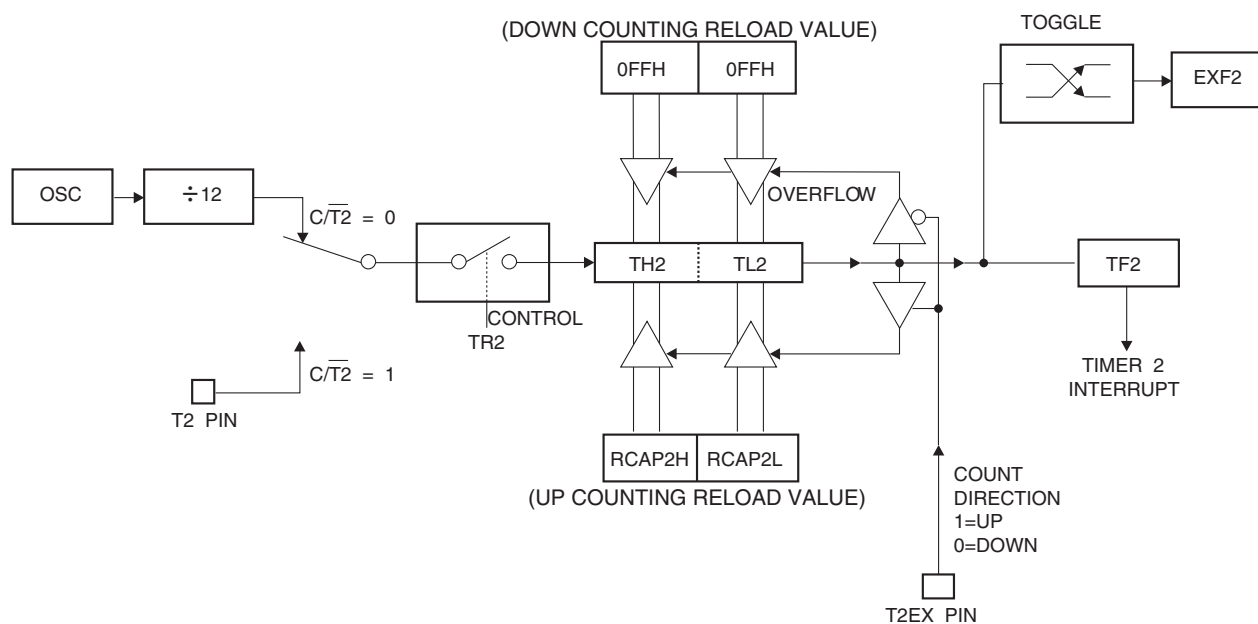 (DOWN COUNTING RELOAD VALUE)
TOGGLE
0FFH 0FFH
EXF2
OSC
÷12
OVERFLOW
C/T2̅ = 0
TH2 TL2
TF2
CONTROL
TR2
C/T2̅ = 1
TIMER 2
INTERRUPT
T2 PIN
RCAP2H RCAP2L
(UP COUNTING RELOAD VALUE)
COUNT
DIRECTION
1=UP
0=DOWN
T2EX PIN